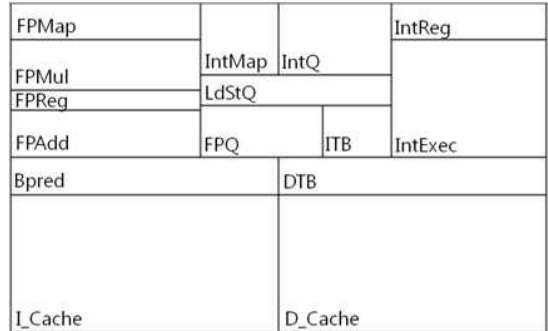 FPMap
IntReg
IntMap
IntQ
FPMul
LdStQ
FPReg
FPAdd
FPQ
ITB
IntExec
Bpred
DTB
I_Cache
D_Cache